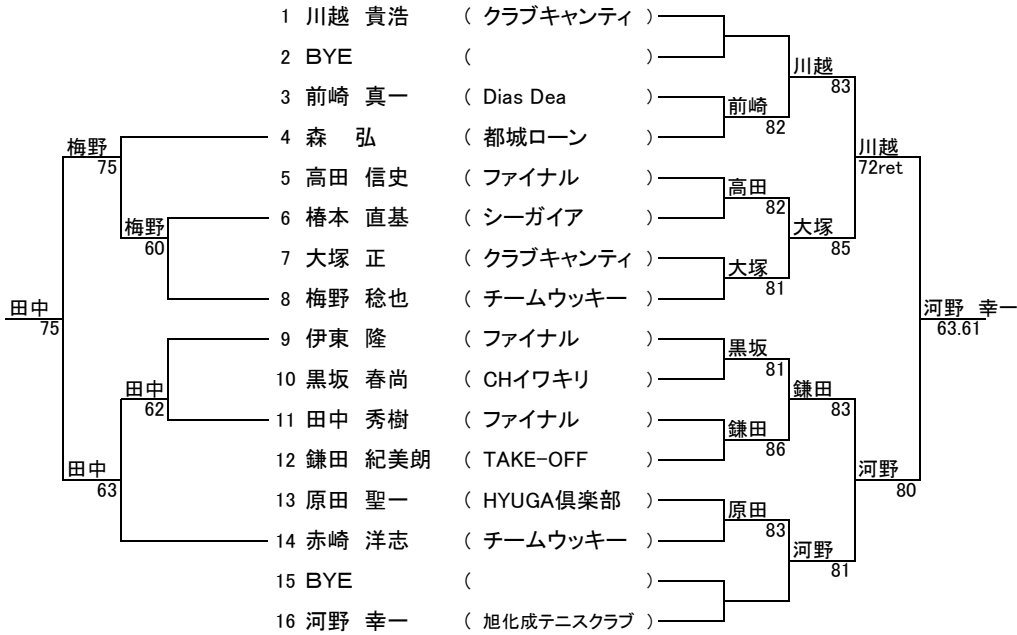 1 川越 貴浩 ( クラブキャンティ )
2 BYE ( )
川越
83
3 前崎 真一 ( Dias Dea )
前崎
82
4 森 弘 ( 都城ローン )
梅野
75
川越
72ret
5 高田 信史 ( ファイナル )
高田
82
6 椿本 直基 ( シーガイア )
梅野
60
大塚
85
7 大塚 正 ( クラブキャンティ )
大塚
81
8 梅野 稔也 ( チームウッキー )
田中
75
河野 幸一
63.61
9 伊東 隆 ( ファイナル )
黒坂
81
10 黒坂 春尚 ( CHイワキリ )
田中
62
鎌田
83
11 田中 秀樹 ( ファイナル )
鎌田
86
12 鎌田 紀美朗 ( TAKE-OFF )
田中
63
河野
80
13 原田 聖一 ( HYUGA倶楽部 )
原田
83
14 赤崎 洋志 ( チームウッキー )
河野
81
15 BYE ( )
16 河野 幸一 ( 旭化成テニスクラブ )